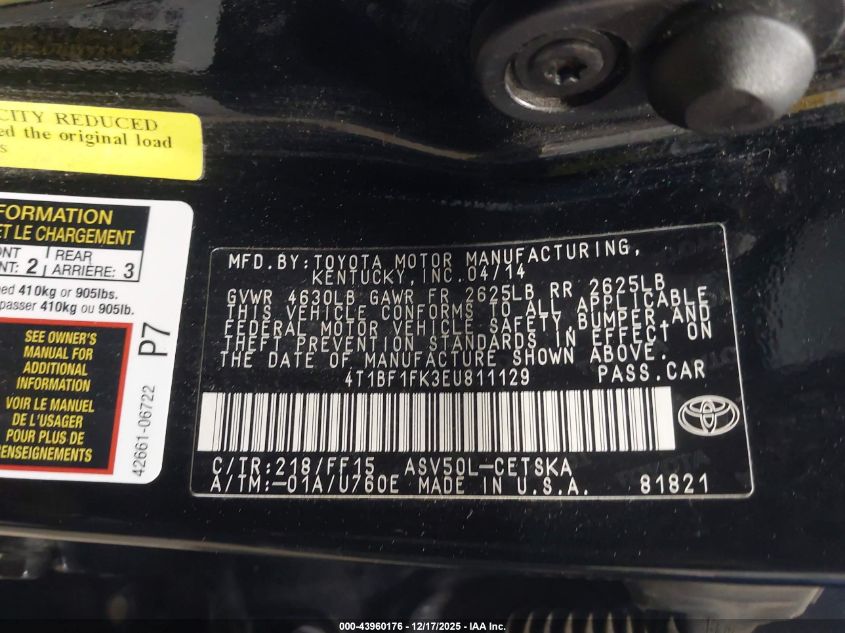 CITY REDUCED
ed the original load
s
FORMATION
ET LE CHARGEMENT
NT: 2 REAR
ARRIÈRE: 3
ned 410kg or 905lbs.
passer 410kg ou 905lb.
SEE OWNER'S
MANUAL FOR
ADDITIONAL
INFORMATION
VOIR LE MANUEL
DE L'USAGER
POUR PLUS DE
RENSEIGNEMENTS
P7
42661-06722
MFD.BY:TOYOTA MOTOR MANUFACTURING,
KENTUCKY,INC.04/14
GVWR 4630LB GAWR FR 2625LB RR 2625LB
THIS VEHICLE CONFORMS TO ALL APPLICABLE
FEDERAL MOTOR VEHICLE SAFETY,BUMPER AND
THEFT PREVENTION STANDARDS IN EFFECT ON
THE DATE OF MANUFACTURE SHOWN ABOVE.
4T1BF1FK3EU811129 PASS.CAR
C/TR:218/FF15 ASV50L-CETSKA
A/TM:-01A/U760E MADE IN U.S.A. 81821
000-43960176 - 12/17/2025 - IAA Inc.